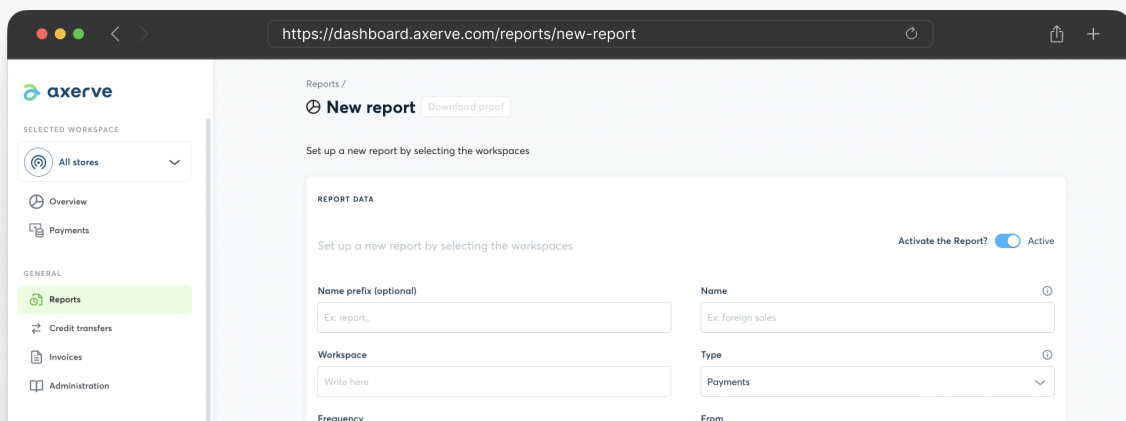 https://dashboard.axerve.com/reports/new-report
axerve
SELECTED WORKSPACE
All stores
Overview
Payments
GENERAL
Reports
Credit transfers
Invoices
Administration
Reports /
New report
Download proof
Set up a new report by selecting the workspaces
REPORT DATA
Set up a new report by selecting the workspaces
Activate the Report? Active
Name prefix (optional)
Ex: report_
Name
Ex: foreign sales
Workspace
Write here
Type
Payments
Frequency
From